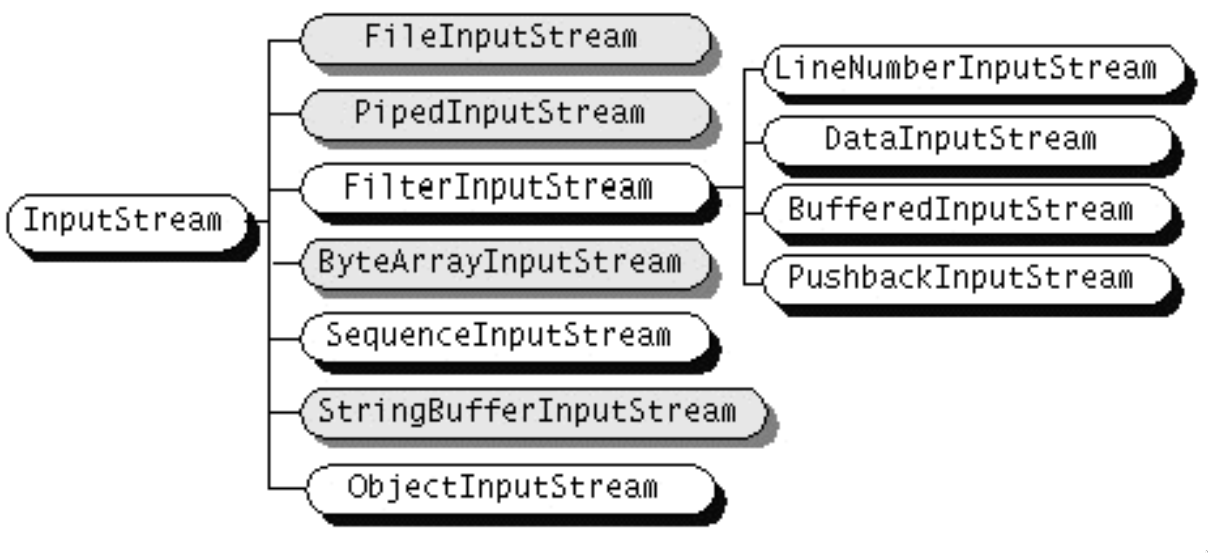 InputStream
FileInputStream
PipedInputStream
FilterInputStream
ByteArrayInputStream
SequenceInputStream
StringBufferInputStream
ObjectInputStream
LineNumberInputStream
DataInputStream
BufferedInputStream
PushbackInputStream